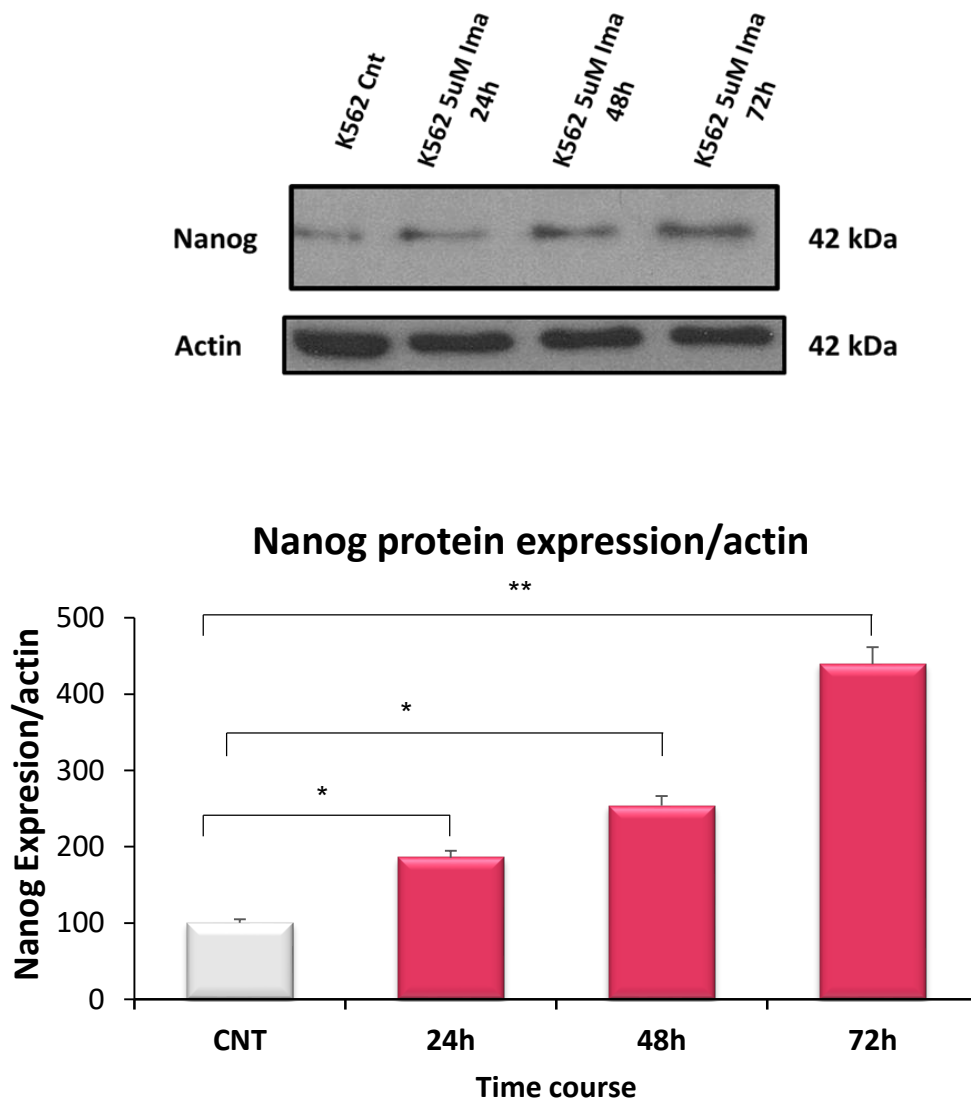 K562 Cnt
K562 5uM Ima
24h
K562 5uM Ima
48h
K562 5uM Ima
72h
Nanog
42 kDa
Actin
42 kDa
Nanog protein expression/actin
**
*
*
Nanog Expresion/actin
500
400
300
200
100
0
CNT
24h
48h
72h
Time course